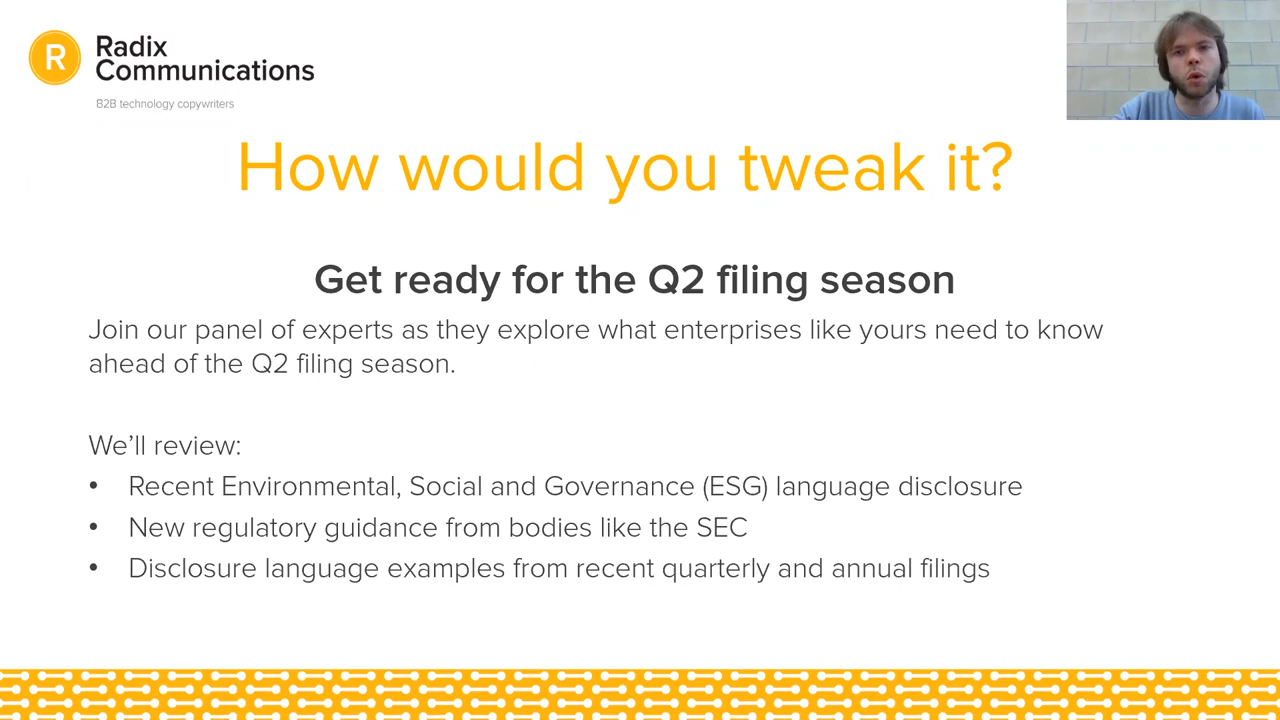 R
Radix
Communications
B2B technology copywriters
How would you tweak it?
Get ready for the Q2 filing season
Join our panel of experts as they explore what enterprises like yours need to know
ahead of the Q2 filing season.
We’ll review:
• Recent Environmental, Social and Governance (ESG) language disclosure
• New regulatory guidance from bodies like the SEC
• Disclosure language examples from recent quarterly and annual filings